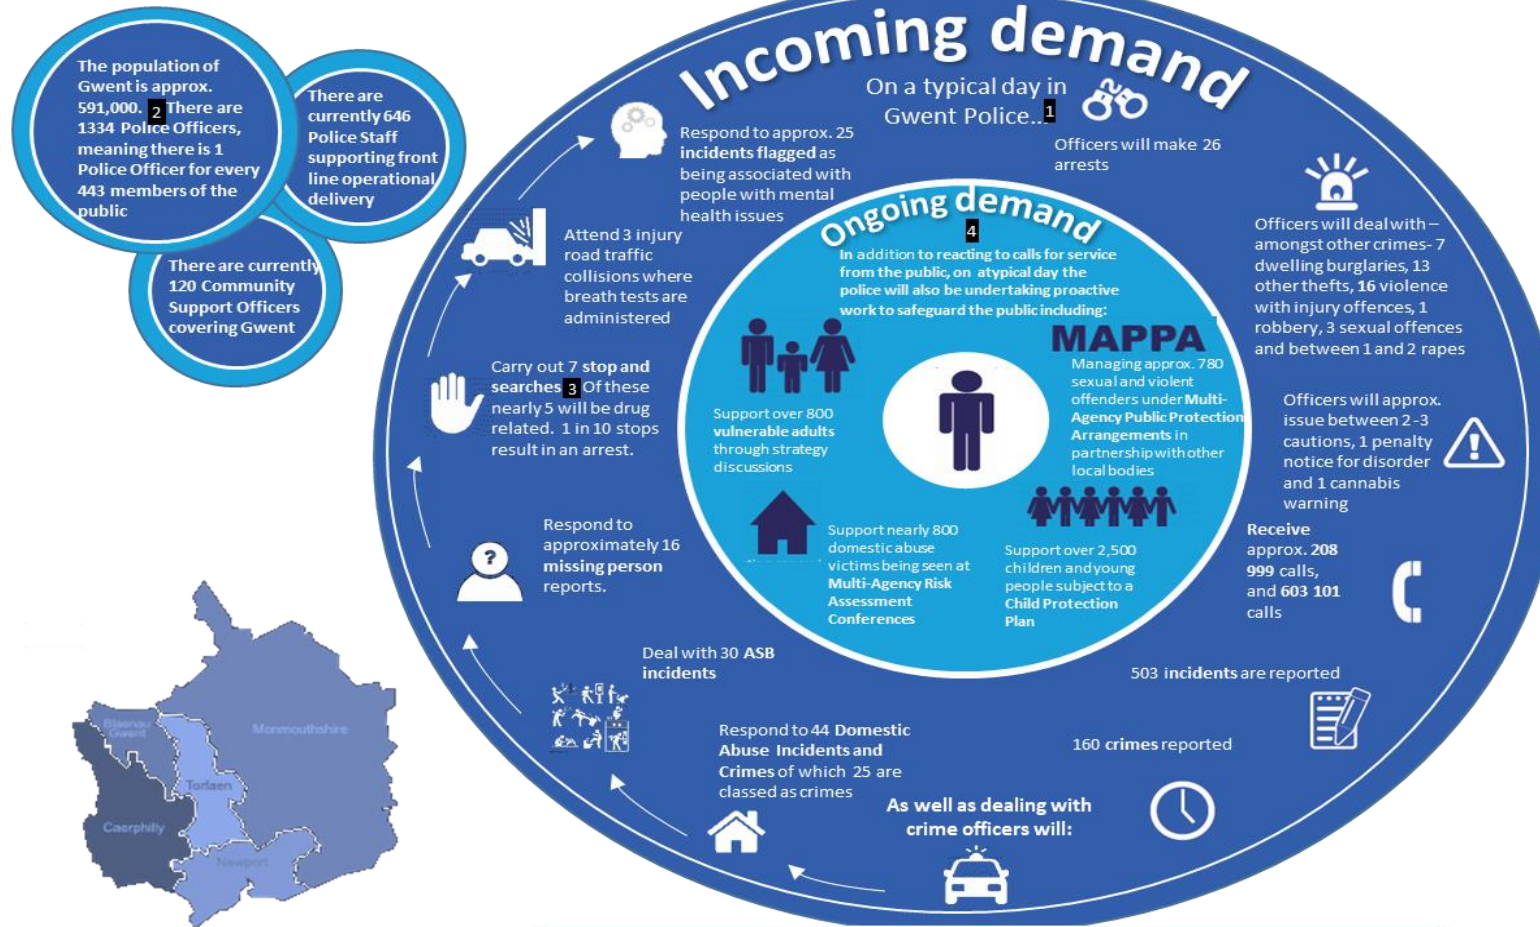 The population of
Gwent is approx.
591,000. 2 There are
1334 Police Officers,
meaning there is 1
Police Officer for every
443 members of the
public
There are
currently 646
Police Staff
supporting front
line operational
delivery
There are currently
120 Community
Support Officers
covering Gwent
Incoming demand
On a typical day in
Gwent Police... 1
Officers will make 26
arrests
Officers will deal with –
amongst other crimes- 7
dwelling burglaries, 13
other thefts, 16 violence
with injury offences, 1
robbery, 3 sexual offences
and between 1 and 2 rapes
Officers will approx.
issue between 2 -3
cautions, 1 penalty
notice for disorder
and 1 cannabis
warning
Receive
approx. 208
999 calls,
and 603 101
calls
503 incidents are reported
160 crimes reported
As well as dealing with
crime officers will:
Respond to 44 Domestic
Abuse Incidents and
Crimes of which 25 are
classed as crimes
Deal with 30 ASB
incidents
Respond to
approximately 16
missing person
reports.
?
Carry out 7 stop and
searches 3 Of these
nearly 5 will be drug
related. 1 in 10 stops
result in an arrest.
Attend 3 injury
road traffic
collisions where
breath tests are
administered
Respond to approx. 25
incidents flagged as
being associated with
people with mental
health issues
Ongoing demand
4
In addition to reacting to calls for service
from the public, on atypical day the
police will also be undertaking proactive
work to safeguard the public including:
Support over 800
vulnerable adults
through strategy
discussions
MAPPA
Managing approx. 780
sexual and violent
offenders under Multi-
Agency Public Protection
Arrangements in
partnership with other
local bodies
Support nearly 800
domestic abuse
victims being seen at
Multi-Agency Risk
Assessment
Conferences
Support over 2,500
children and young
people subject to a
Child Protection
Plan
Blaenau
Gwent
Monmouthshire
Torfaen
Caerphilly
Newport